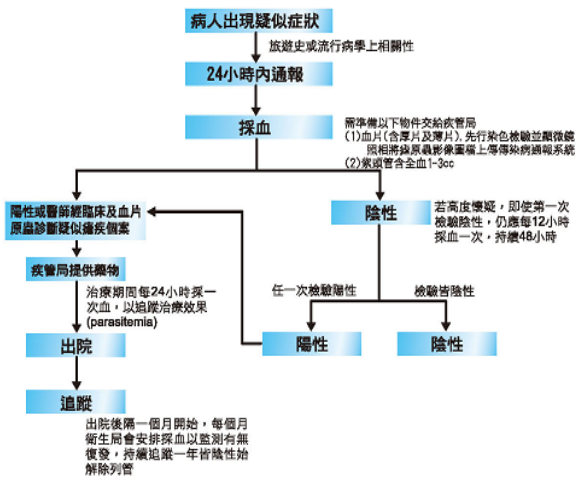 病人出現疑似症狀
旅遊史或流行病學上相關性
24小時內通報
採血
需準備以下物件交給疾管局
(1)血片(含厚片及薄片)、先行染色檢驗並顯微鏡
照相將瘧原蟲影像圖檔上傳傳染病通報系統
(2)紫頭管含全血1-3cc
陽性或醫師經臨床及血片
原蟲診斷疑似瘧疾個案
陰性
若高度懷疑，即使第一次
檢驗陰性，仍應每12小時
採血一次，持續48小時
疾管局提供藥物
治療期間每24小時採一
次血，以追蹤治療效果
(parasitemia)
任一次檢驗陽性
檢驗皆陰性
出院
陽性
陰性
追蹤
出院後隔一個月開始，每個月
衛生局會安排採血以監測有無
復發，持續追蹤一年皆陰性始
解除列管